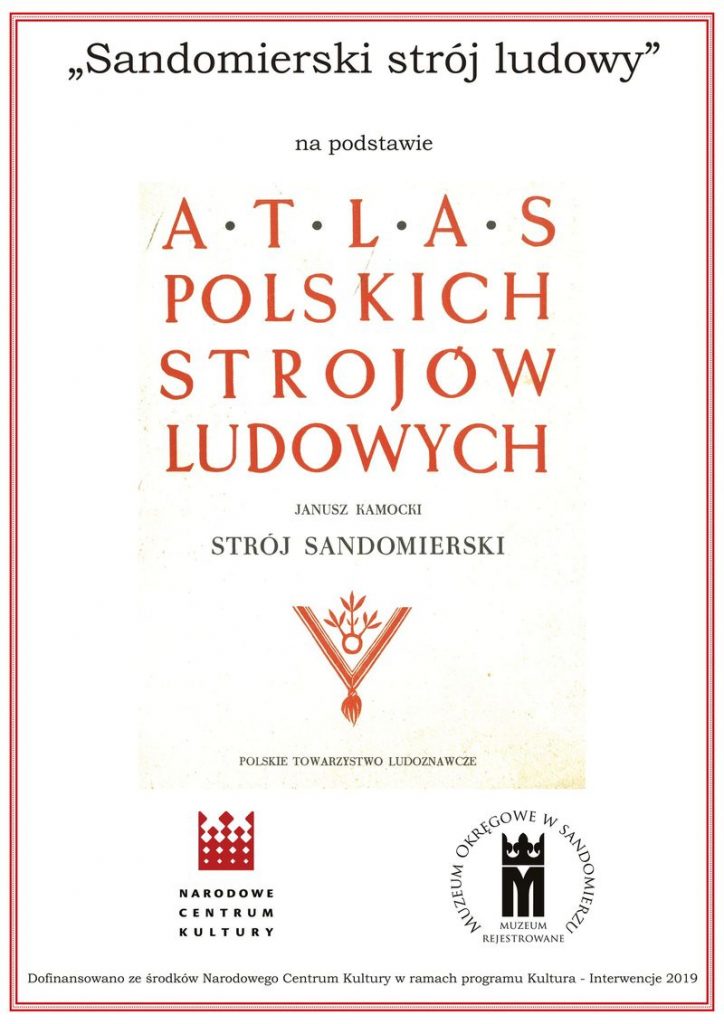 „Sandomierski strój ludowy”
na podstawie
A·T·L·A·S
POLSKICH
STROJÓW
LUDOWYCH
JANUSZ KAMOCKI
STRÓJ SANDOMIERSKI
POLSKIE TOWARZYSTWO LUDOZNAWCZE
NARODOWE
CENTRUM
KULTURY
MUZEUM OKRĘGOWE W SANDOMIERZU
M
MUZEUM
REJESTROWANE
Dofinansowano ze środków Narodowego Centrum Kultury w ramach programu Kultura - Interwencje 2019